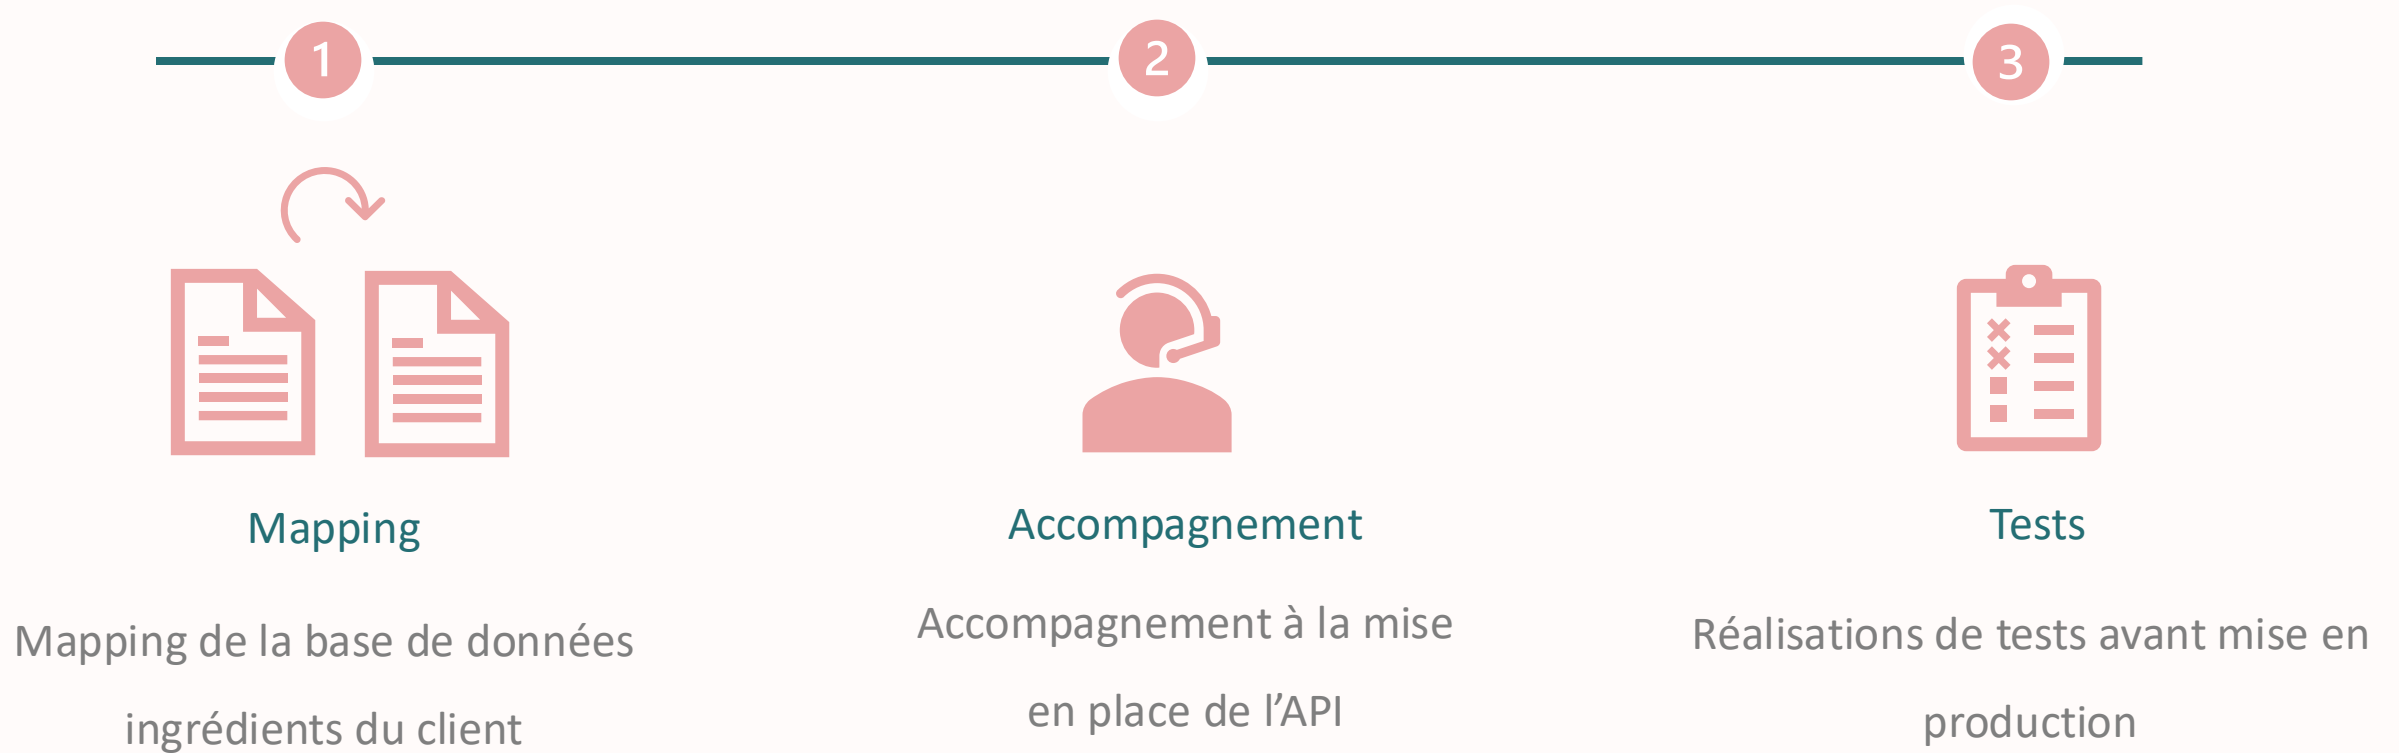 1
2
3
Mapping
Mapping de la base de données
ingrédients du client
Accompagnement
Accompagnement à la mise
en place de l’API
Tests
Réalisations de tests avant mise en
production